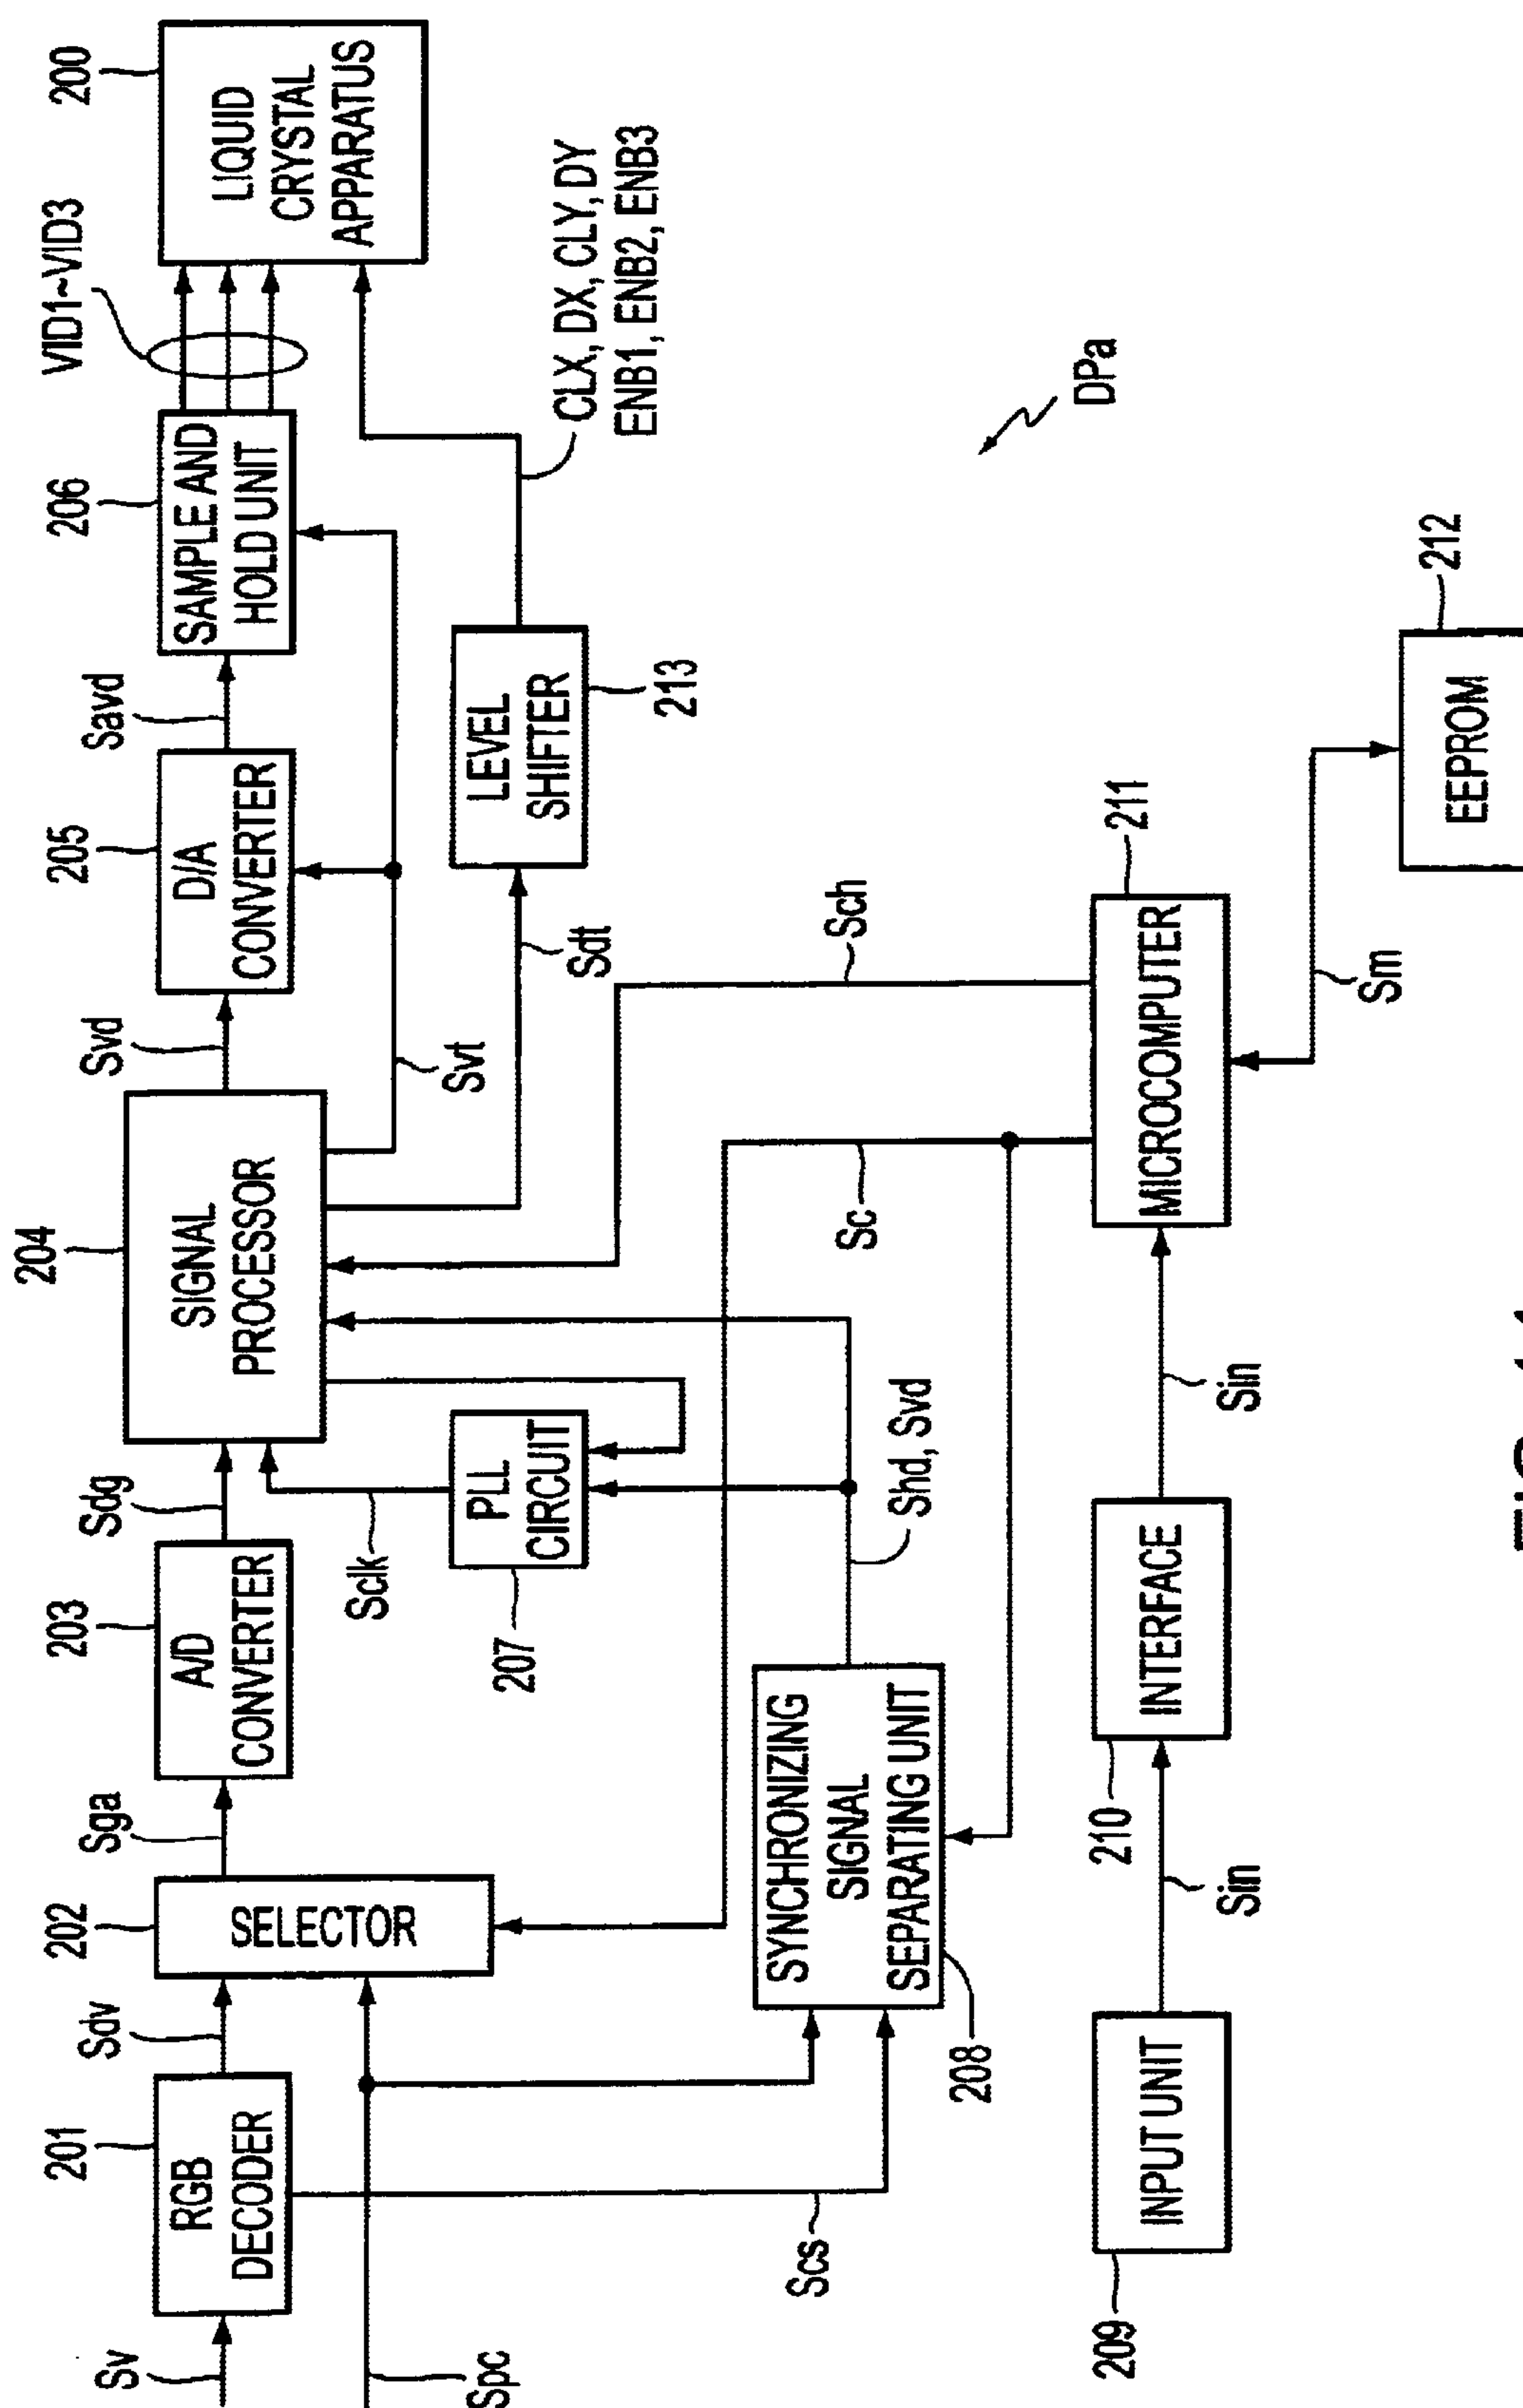 Sv
Spc
201
RGB
DECODER
Sdv
Scs
202
SELECTOR
Sga
203
A/D
CONVERTER
Sdg
Sclk
207
PLL
CIRCUIT
204
SIGNAL
PROCESSOR
Svd
Svt
Sdt
205
D/A
CONVERTER
Savd
206
SAMPLE AND
HOLD UNIT
VID1~VID3
200
LIQUID
CRYSTAL
APPARATUS
LEVEL
SHIFTER
213
CLX, DX, CLY, DY
ENB1, ENB2, ENB3
DPa
SYNCHRONIZING
SIGNAL
SEPARATING UNIT
208
Shd, Svd
Sc
Sch
209
INPUT UNIT
Sin
210
INTERFACE
Sin
211
MICROCOMPUTER
Sm
212
EEPROM